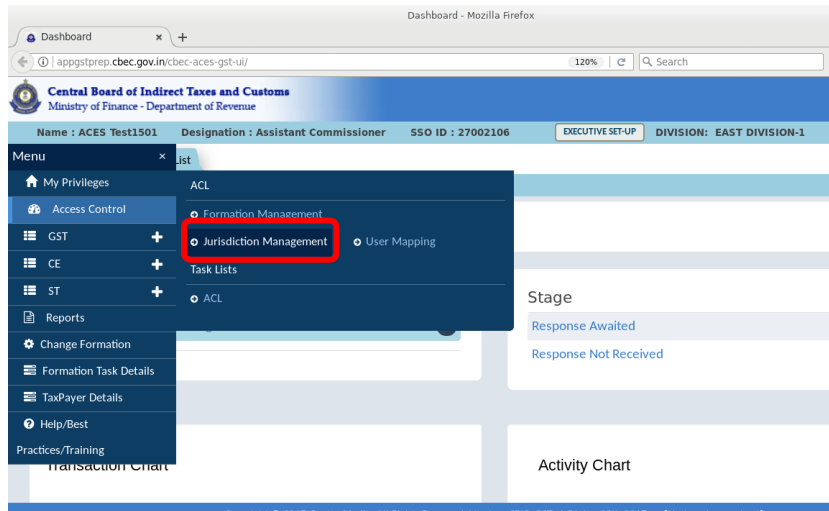 Dashboard - Mozilla Firefox
Dashboard × +
appgstprep.cbec.gov.in/cbec-aces-gst-ui/ 120% Search
Central Board of Indirect Taxes and Customs
Ministry of Finance - Department of Revenue
Name : ACES Test1501 Designation : Assistant Commissioner SSO ID : 27002106 EXECUTIVE SET-UP DIVISION: EAST DIVISION-1
Menu × List
My Privileges ACL
Access Control
Formation Management
GST + Jurisdiction Management User Mapping
CE + Task Lists
ST + ACL
Stage
Reports
Response Awaited
Change Formation
Response Not Received
Formation Task Details
TaxPayer Details
Help/Best
Practices/Training
Transaction Chart Activity Chart